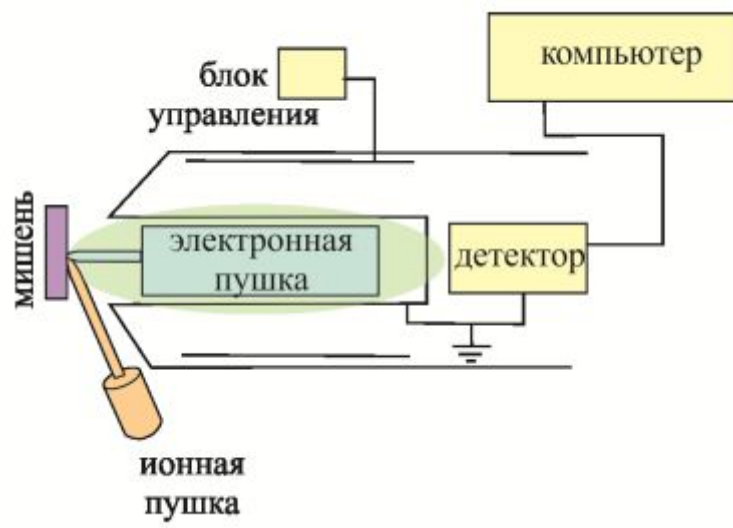 блок
управления
компьютер
мишень
электронная
пушка
детектор
ионная
пушка